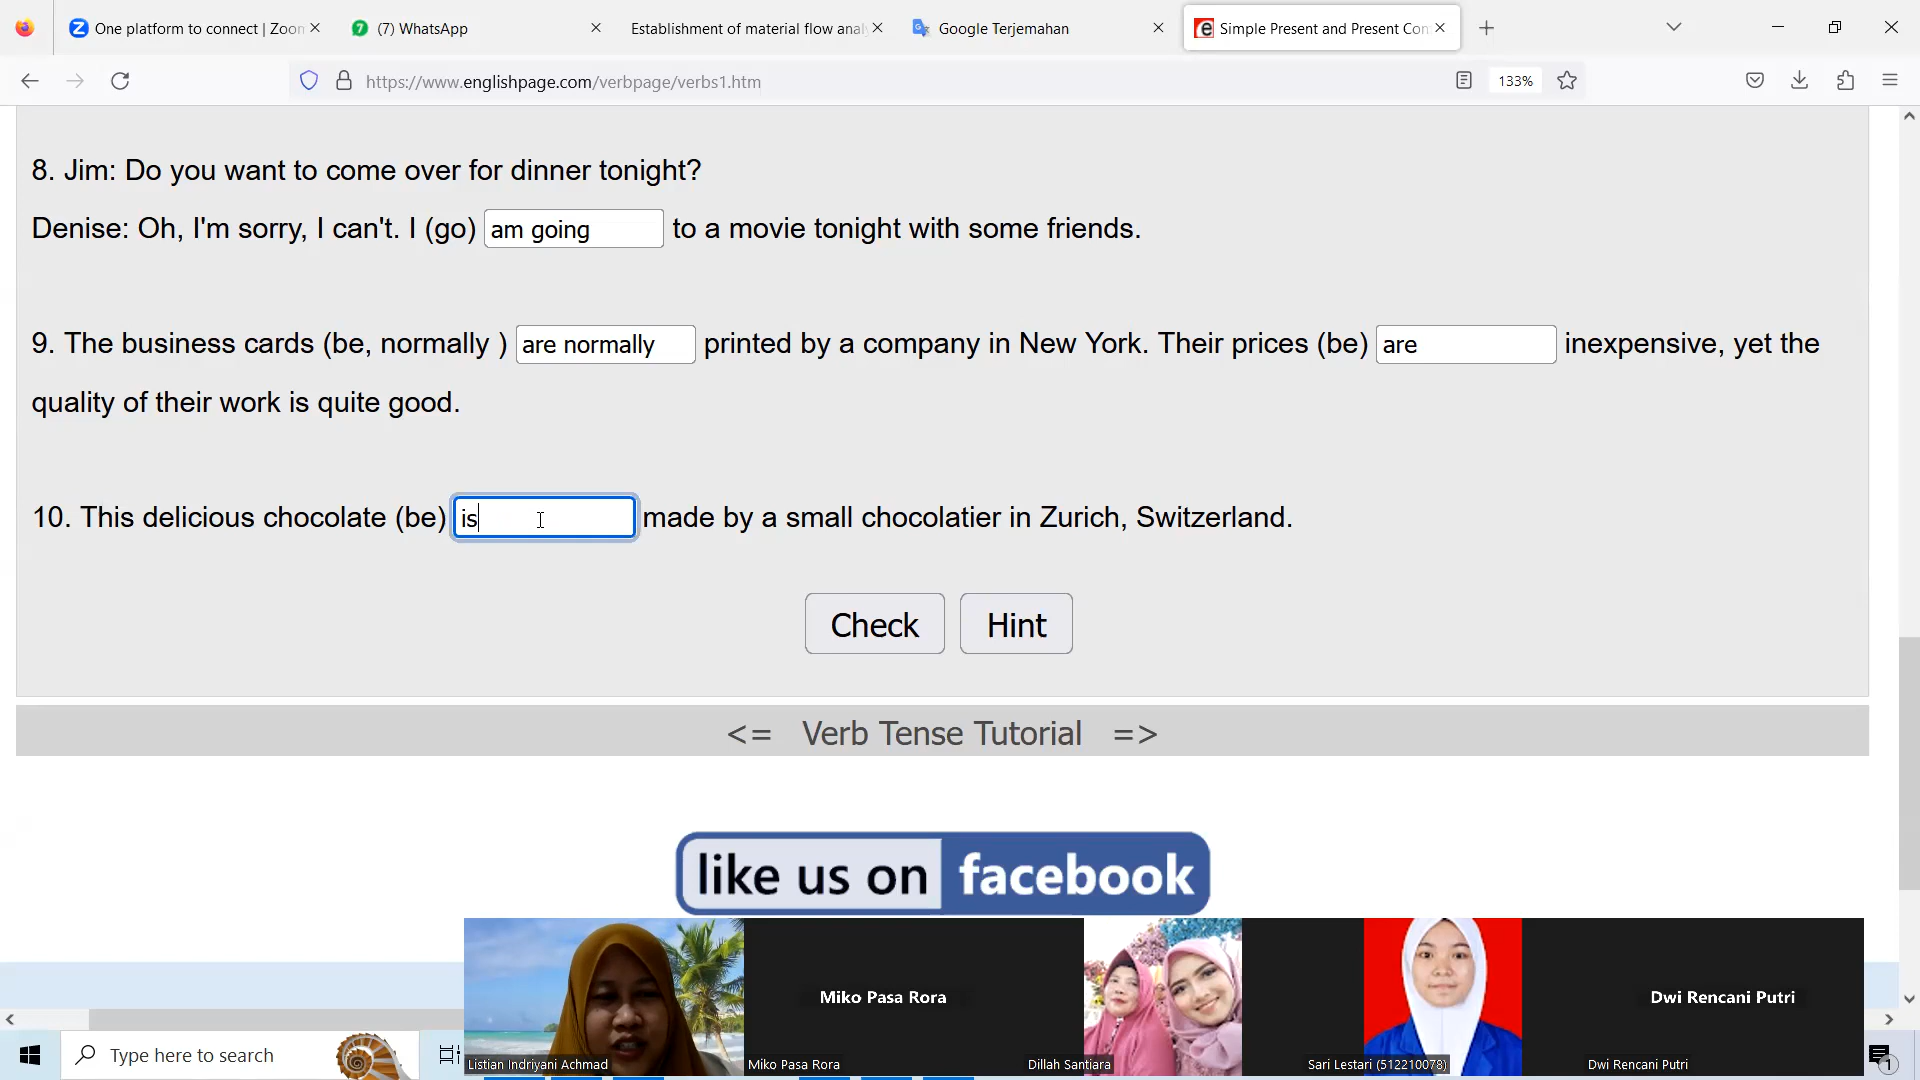 One platform to connect | Zoom
(7) WhatsApp
Establishment of material flow anal
Google Terjemahan
Simple Present and Present Con
https://www.englishpage.com/verbpage/verbs1.htm
133%
8. Jim: Do you want to come over for dinner tonight?
Denise: Oh, I'm sorry, I can't. I (go) am going to a movie tonight with some friends.
9. The business cards (be, normally ) are normally printed by a company in New York. Their prices (be) are inexpensive, yet the
quality of their work is quite good.
10. This delicious chocolate (be) is made by a small chocolatier in Zurich, Switzerland.
Check Hint
<= Verb Tense Tutorial =>
like us on facebook
Miko Pasa Rora
Dwi Rencani Putri
Listian Indriyani Achmad
Miko Pasa Rora
Dillah Santiara
Sari Lestari (512210078)
Dwi Rencani Putri
Type here to search
1